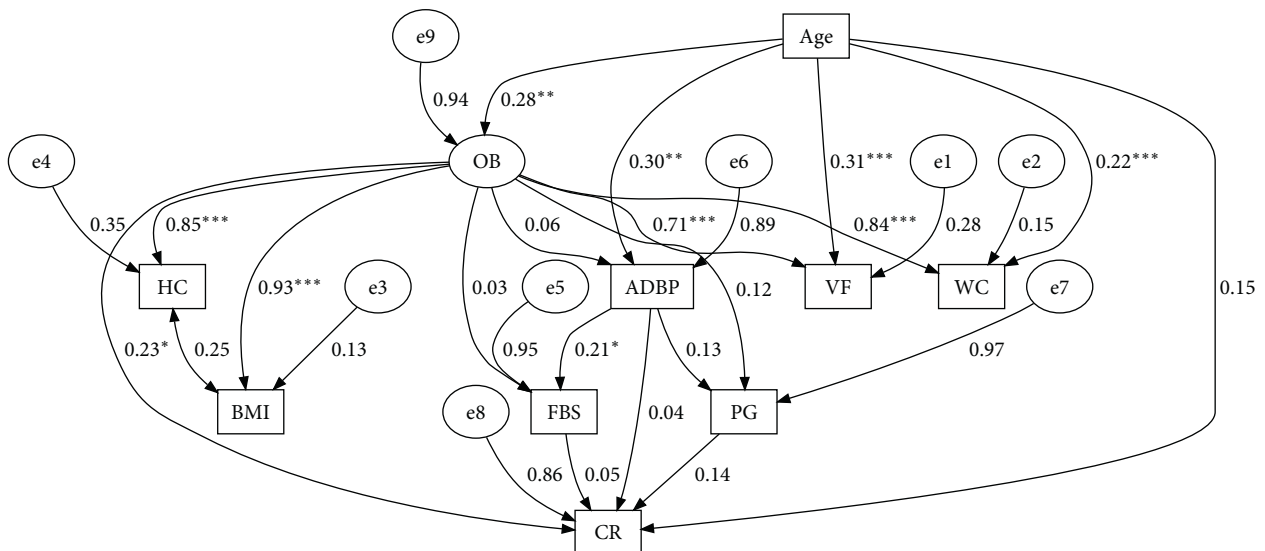 e9
Age
0.94
0.28**
e4
OB
0.30**
e6
0.31***
e1
e2
0.22***
0.35
0.85***
0.06
0.71***
0.89
0.84***
0.28
0.15
HC
0.93***
e3
0.03
e5
ADBP
0.12
VF
WC
e7
0.15
0.23*
0.25
0.13
0.95
0.21*
0.13
0.97
BMI
e8
FBS
0.04
PG
0.86
0.05
0.14
CR